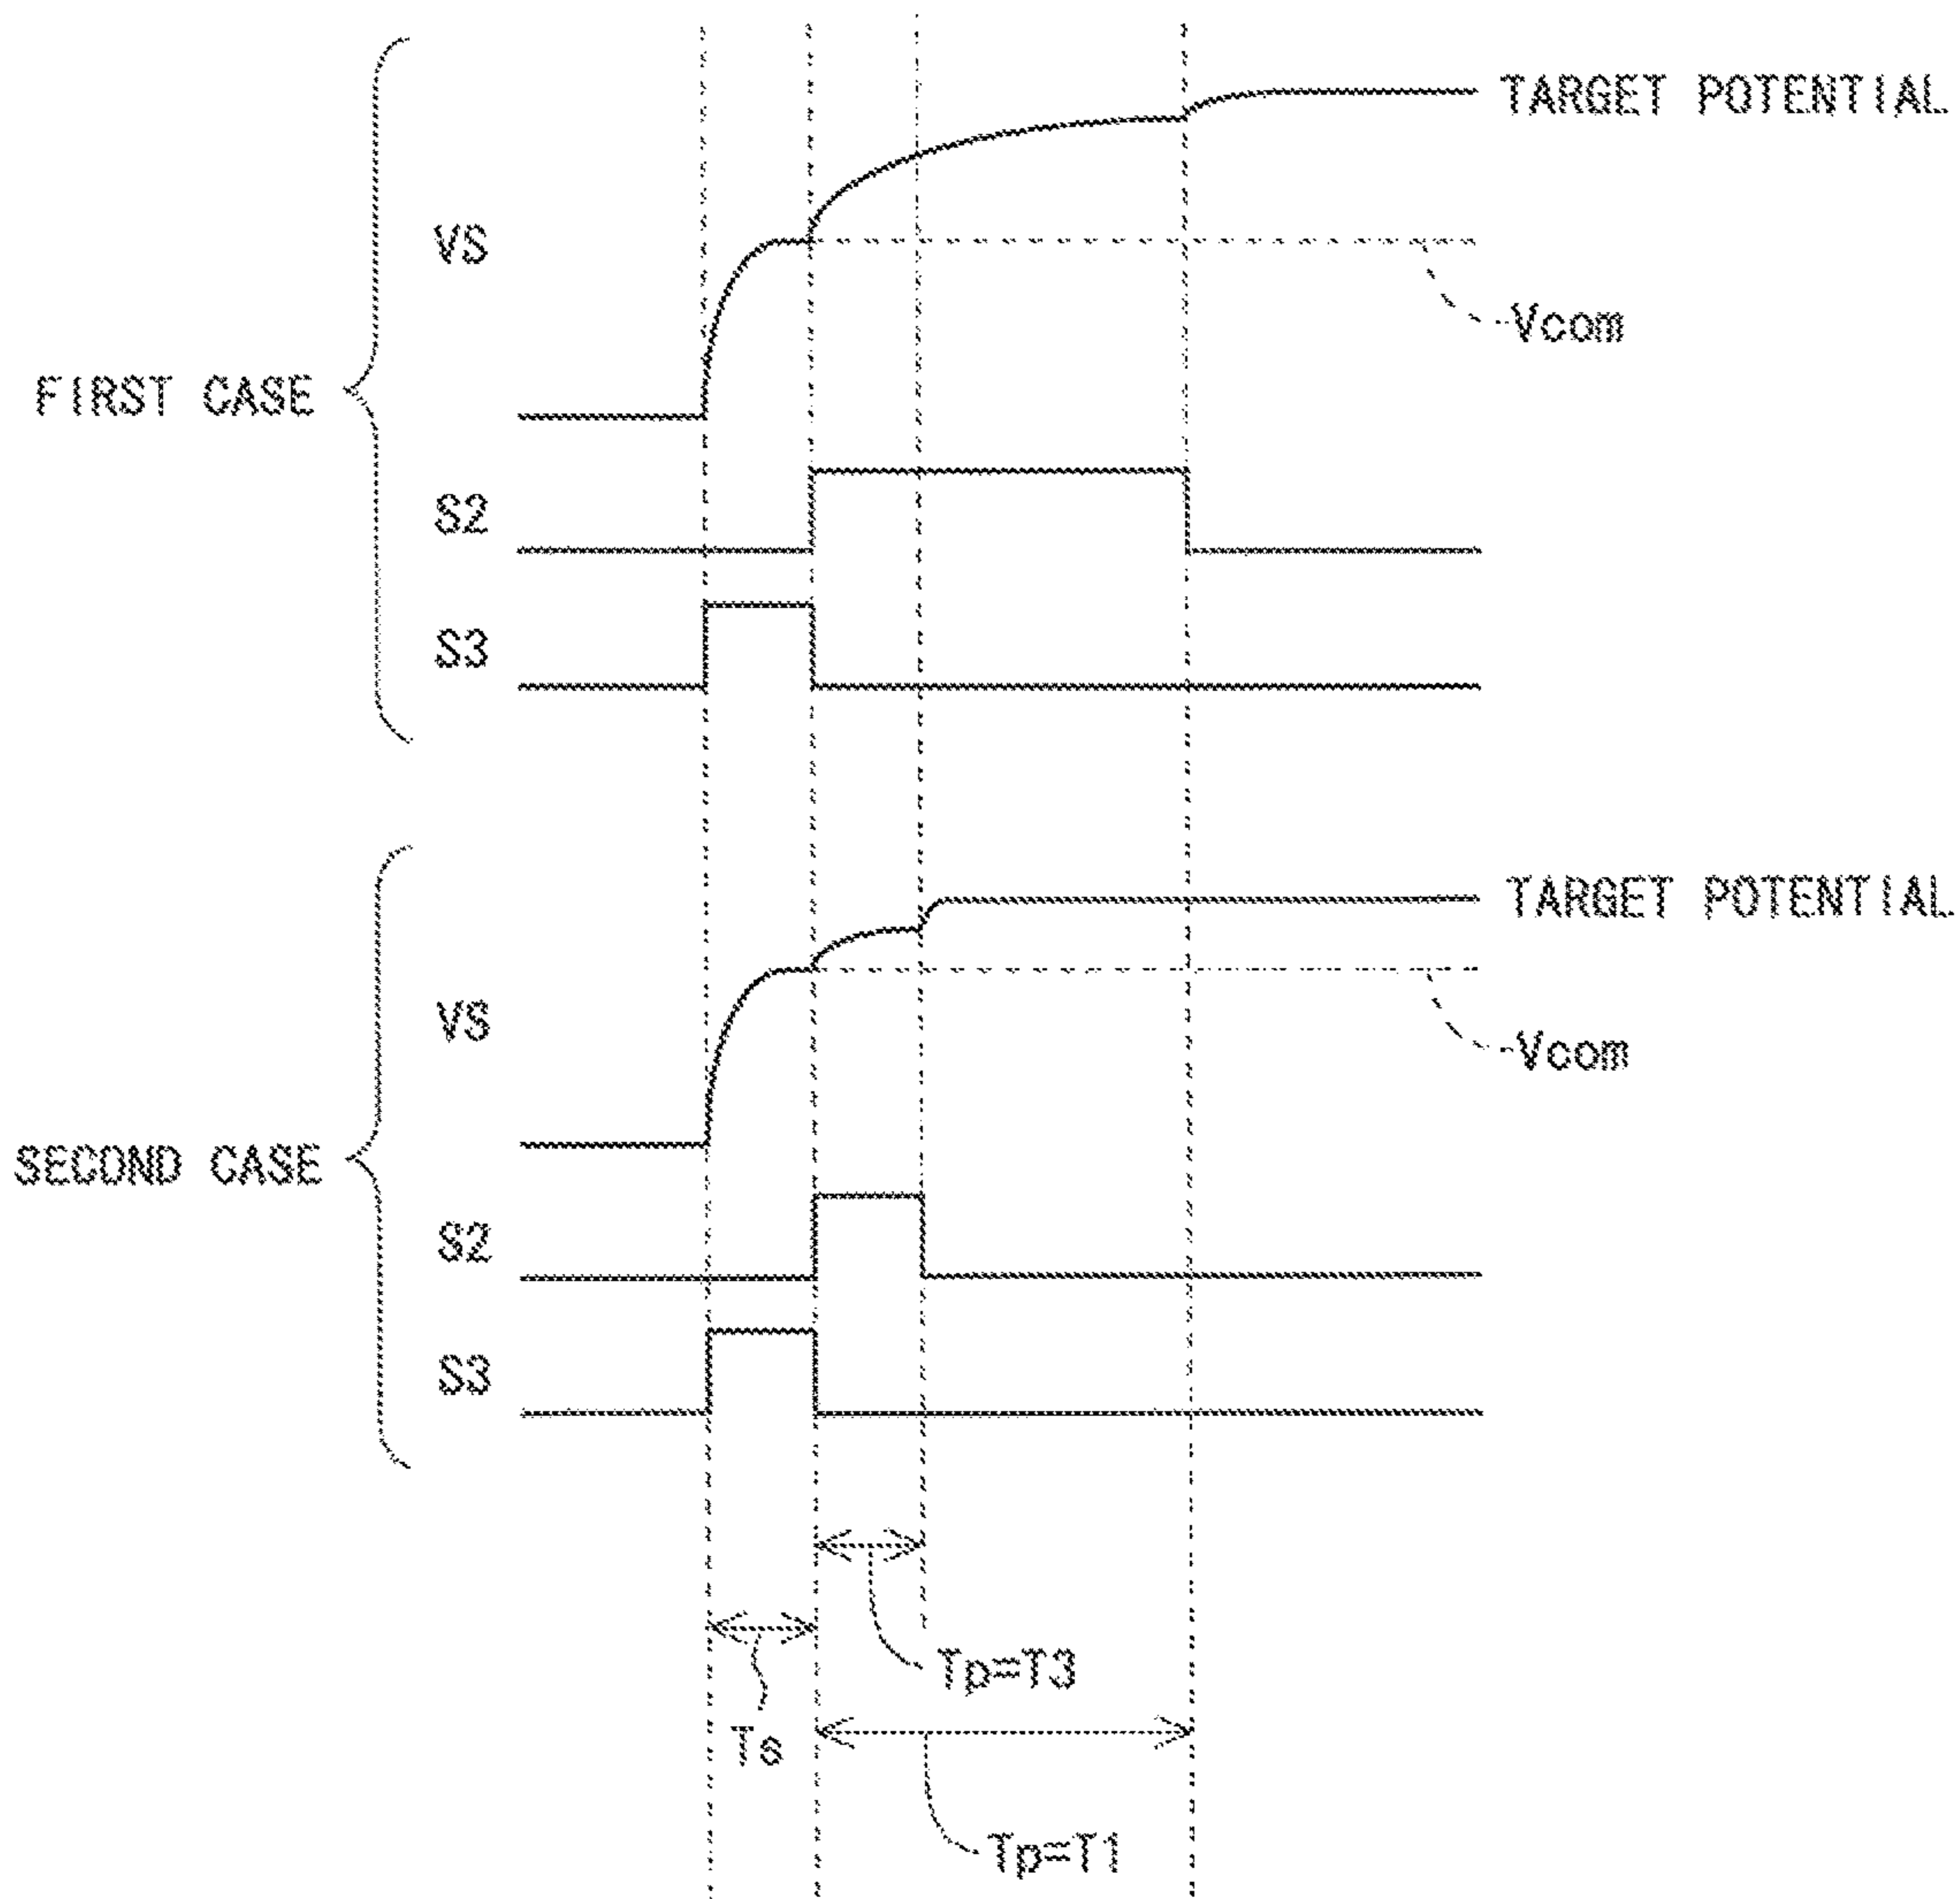 TARGET POTENTIAL
VS
Vcom
FIRST CASE
S2
S3
TARGET POTENTIAL
VS
Vcom
SECOND CASE
S2
S3
Tp=T3
Ts
Tp=T1